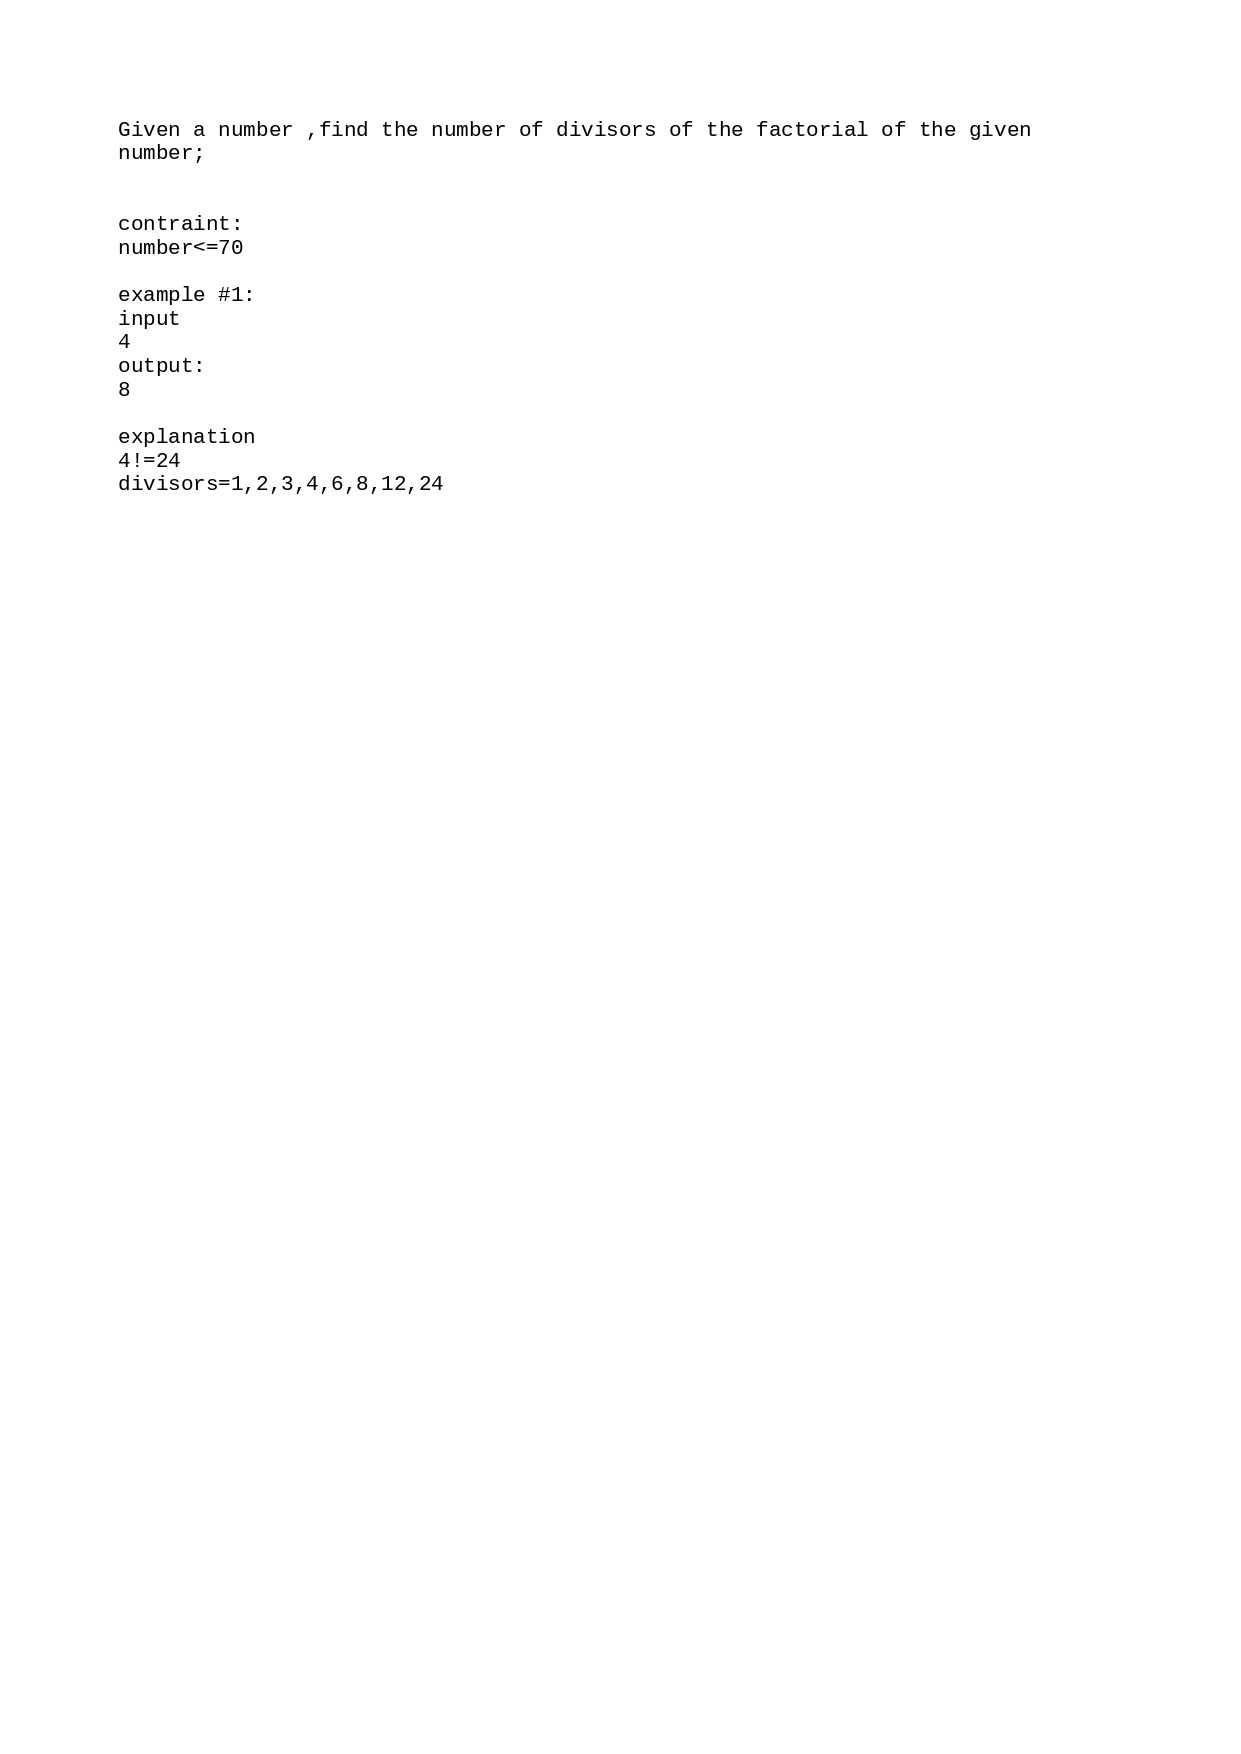 Given a number ,find the number of divisors of the factorial of the given
number;
contraint:
number<=70
example #1:
input
4
output:
8
explanation
4!=24
divisors=1,2,3,4,6,8,12,24